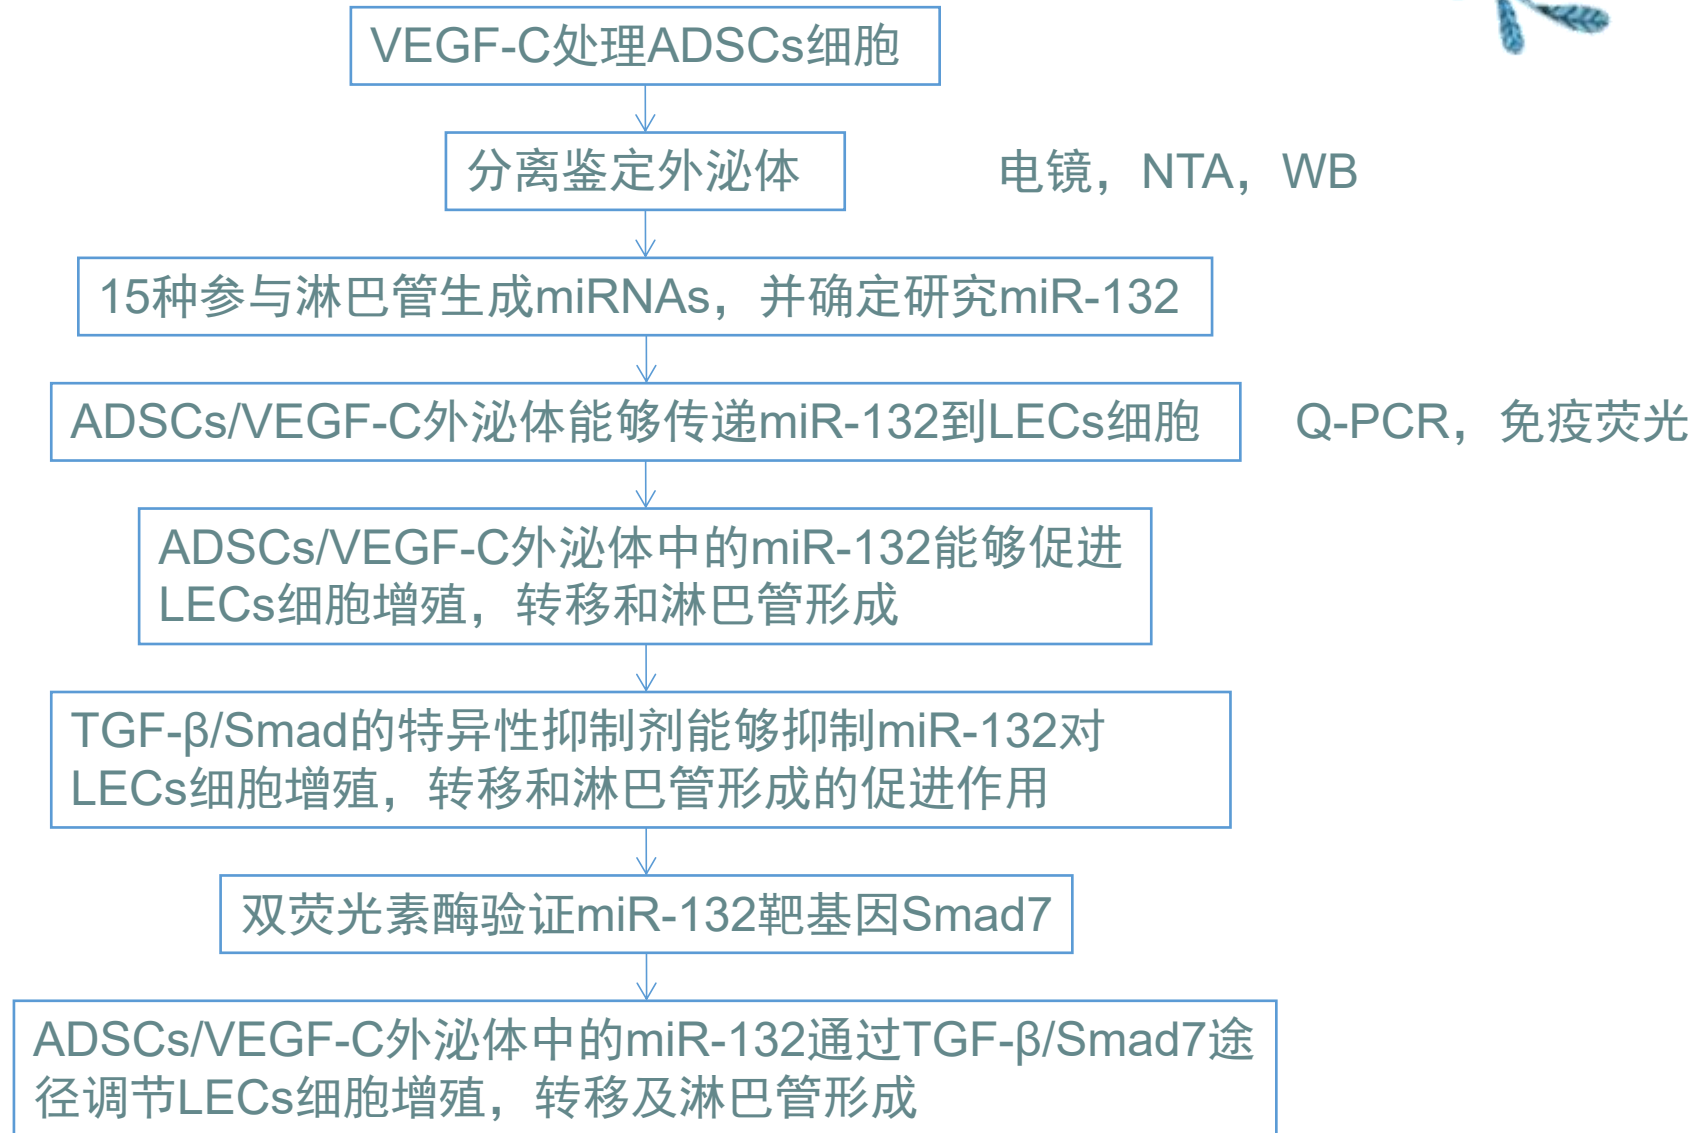 VEGF-C处理ADSCs细胞
分离鉴定外泌体
电镜，NTA，WB
15种参与淋巴管生成miRNAs，并确定研究miR-132
ADSCs/VEGF-C外泌体能够传递miR-132到LECs细胞
Q-PCR，免疫荧光
ADSCs/VEGF-C外泌体中的miR-132能够促进
LECs细胞增殖，转移和淋巴管形成
TGF-β/Smad的特异性抑制剂能够抑制miR-132对
LECs细胞增殖，转移和淋巴管形成的促进作用
双荧光素酶验证miR-132靶基因Smad7
ADSCs/VEGF-C外泌体中的miR-132通过TGF-β/Smad7途
径调节LECs细胞增殖，转移及淋巴管形成